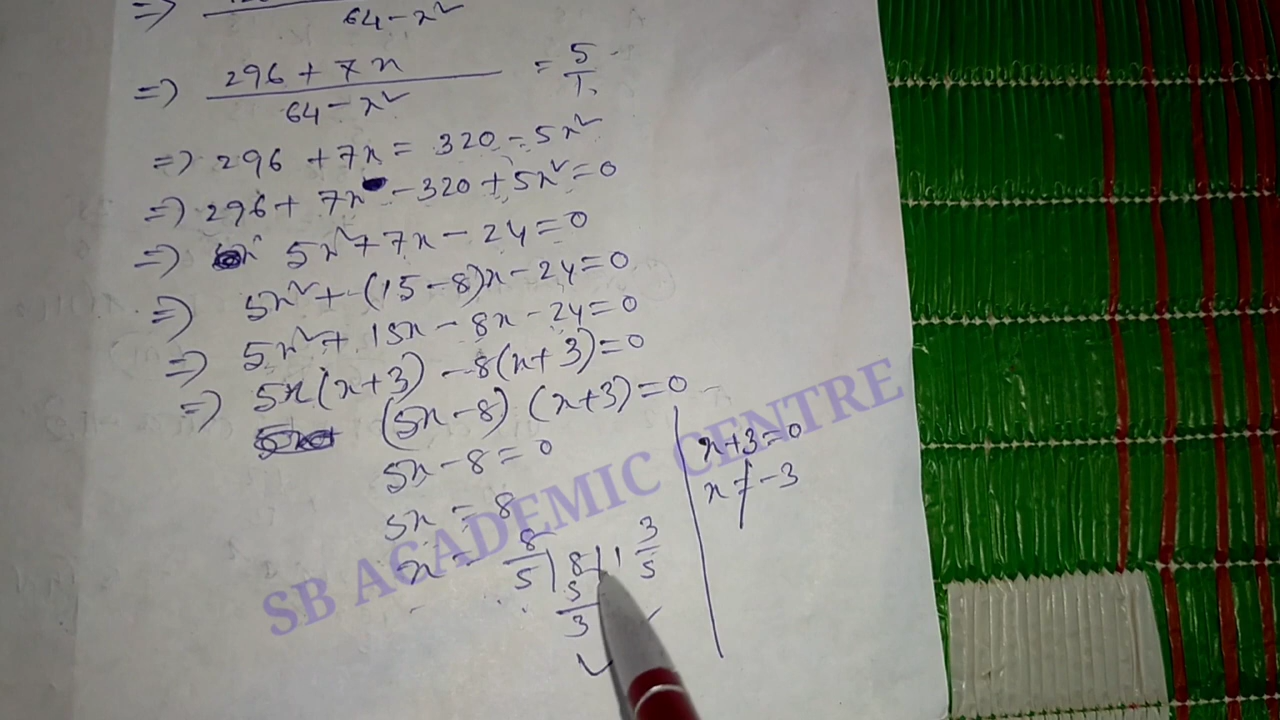 =>
64 - x²
=> 296 + 7x / 64 - x² = 5/1
=> 296 + 7x = 320 - 5x²
=> 296 + 7x - 320 + 5x² = 0
=> 5x² + 7x - 24 = 0
=> 5x² + (15 - 8)x - 24 = 0
=> 5x² + 15x - 8x - 24 = 0
=> 5x(x+3) - 8(x+3) = 0
(5x - 8) (x+3) = 0
5x - 8 = 0
5x = 8
x = 8/5
5) 8 ( 1 3/5
5
3
x+3 = 0
x ≠ -3
SB ACADEMIC CENTRE